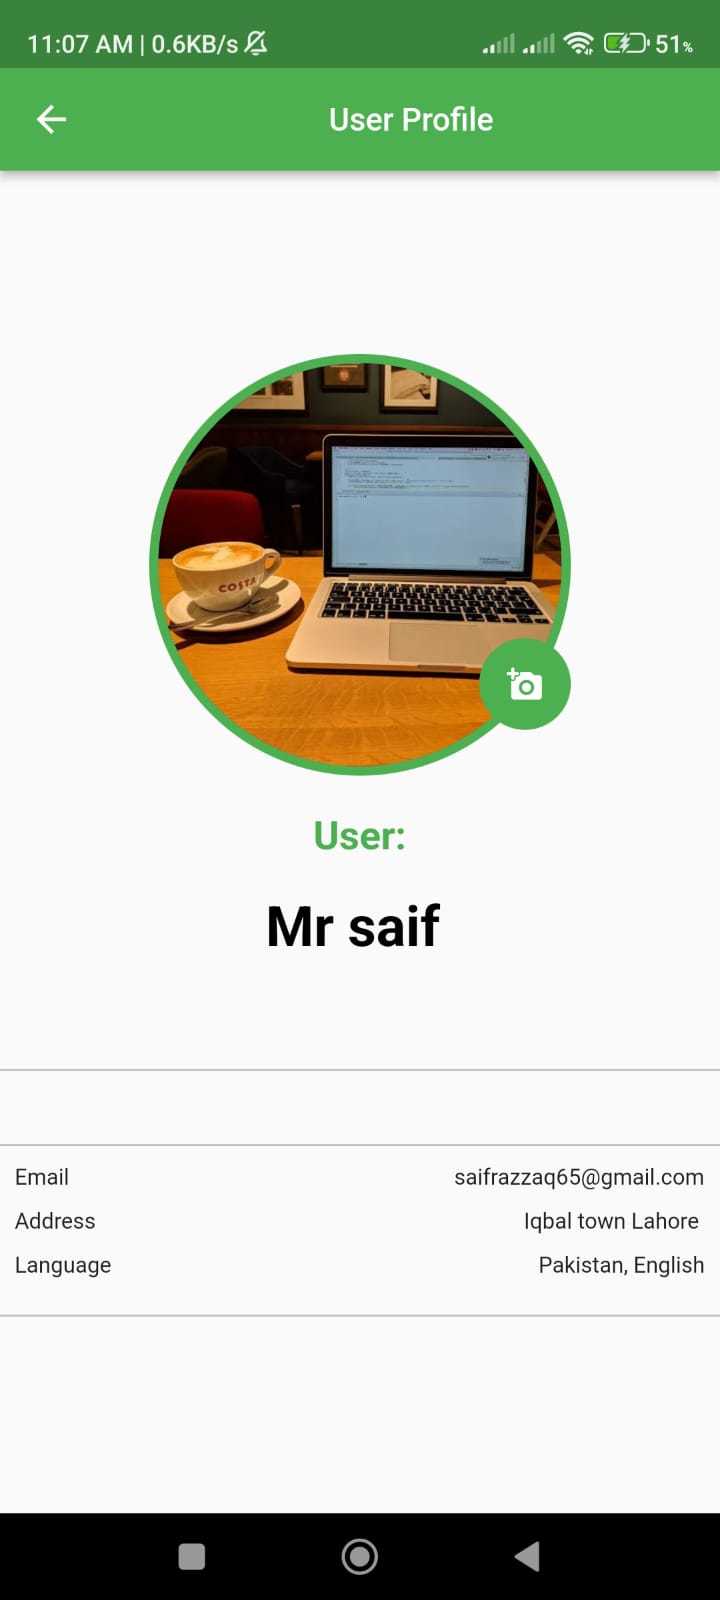 11:07 AM | 0.6KB/s 51%
User Profile
COSTA
User:
Mr saif
Email saifrazzaq65@gmail.com
Address Iqbal town Lahore
Language Pakistan, English